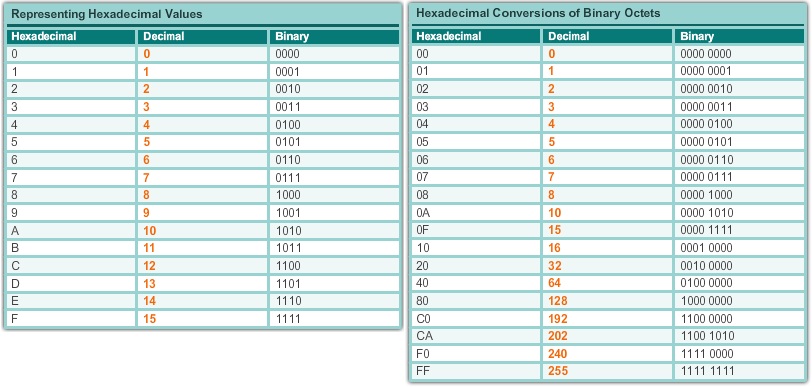 Representing Hexadecimal Values
Hexadecimal Decimal Binary
0 0 0000
1 1 0001
2 2 0010
3 3 0011
4 4 0100
5 5 0101
6 6 0110
7 7 0111
8 8 1000
9 9 1001
A 10 1010
B 11 1011
C 12 1100
D 13 1101
E 14 1110
F 15 1111
Hexadecimal Conversions of Binary Octets
Hexadecimal Decimal Binary
00 0 0000 0000
01 1 0000 0001
02 2 0000 0010
03 3 0000 0011
04 4 0000 0100
05 5 0000 0101
06 6 0000 0110
07 7 0000 0111
08 8 0000 1000
0A 10 0000 1010
0F 15 0000 1111
10 16 0001 0000
20 32 0010 0000
40 64 0100 0000
80 128 1000 0000
C0 192 1100 0000
CA 202 1100 1010
F0 240 1111 0000
FF 255 1111 1111